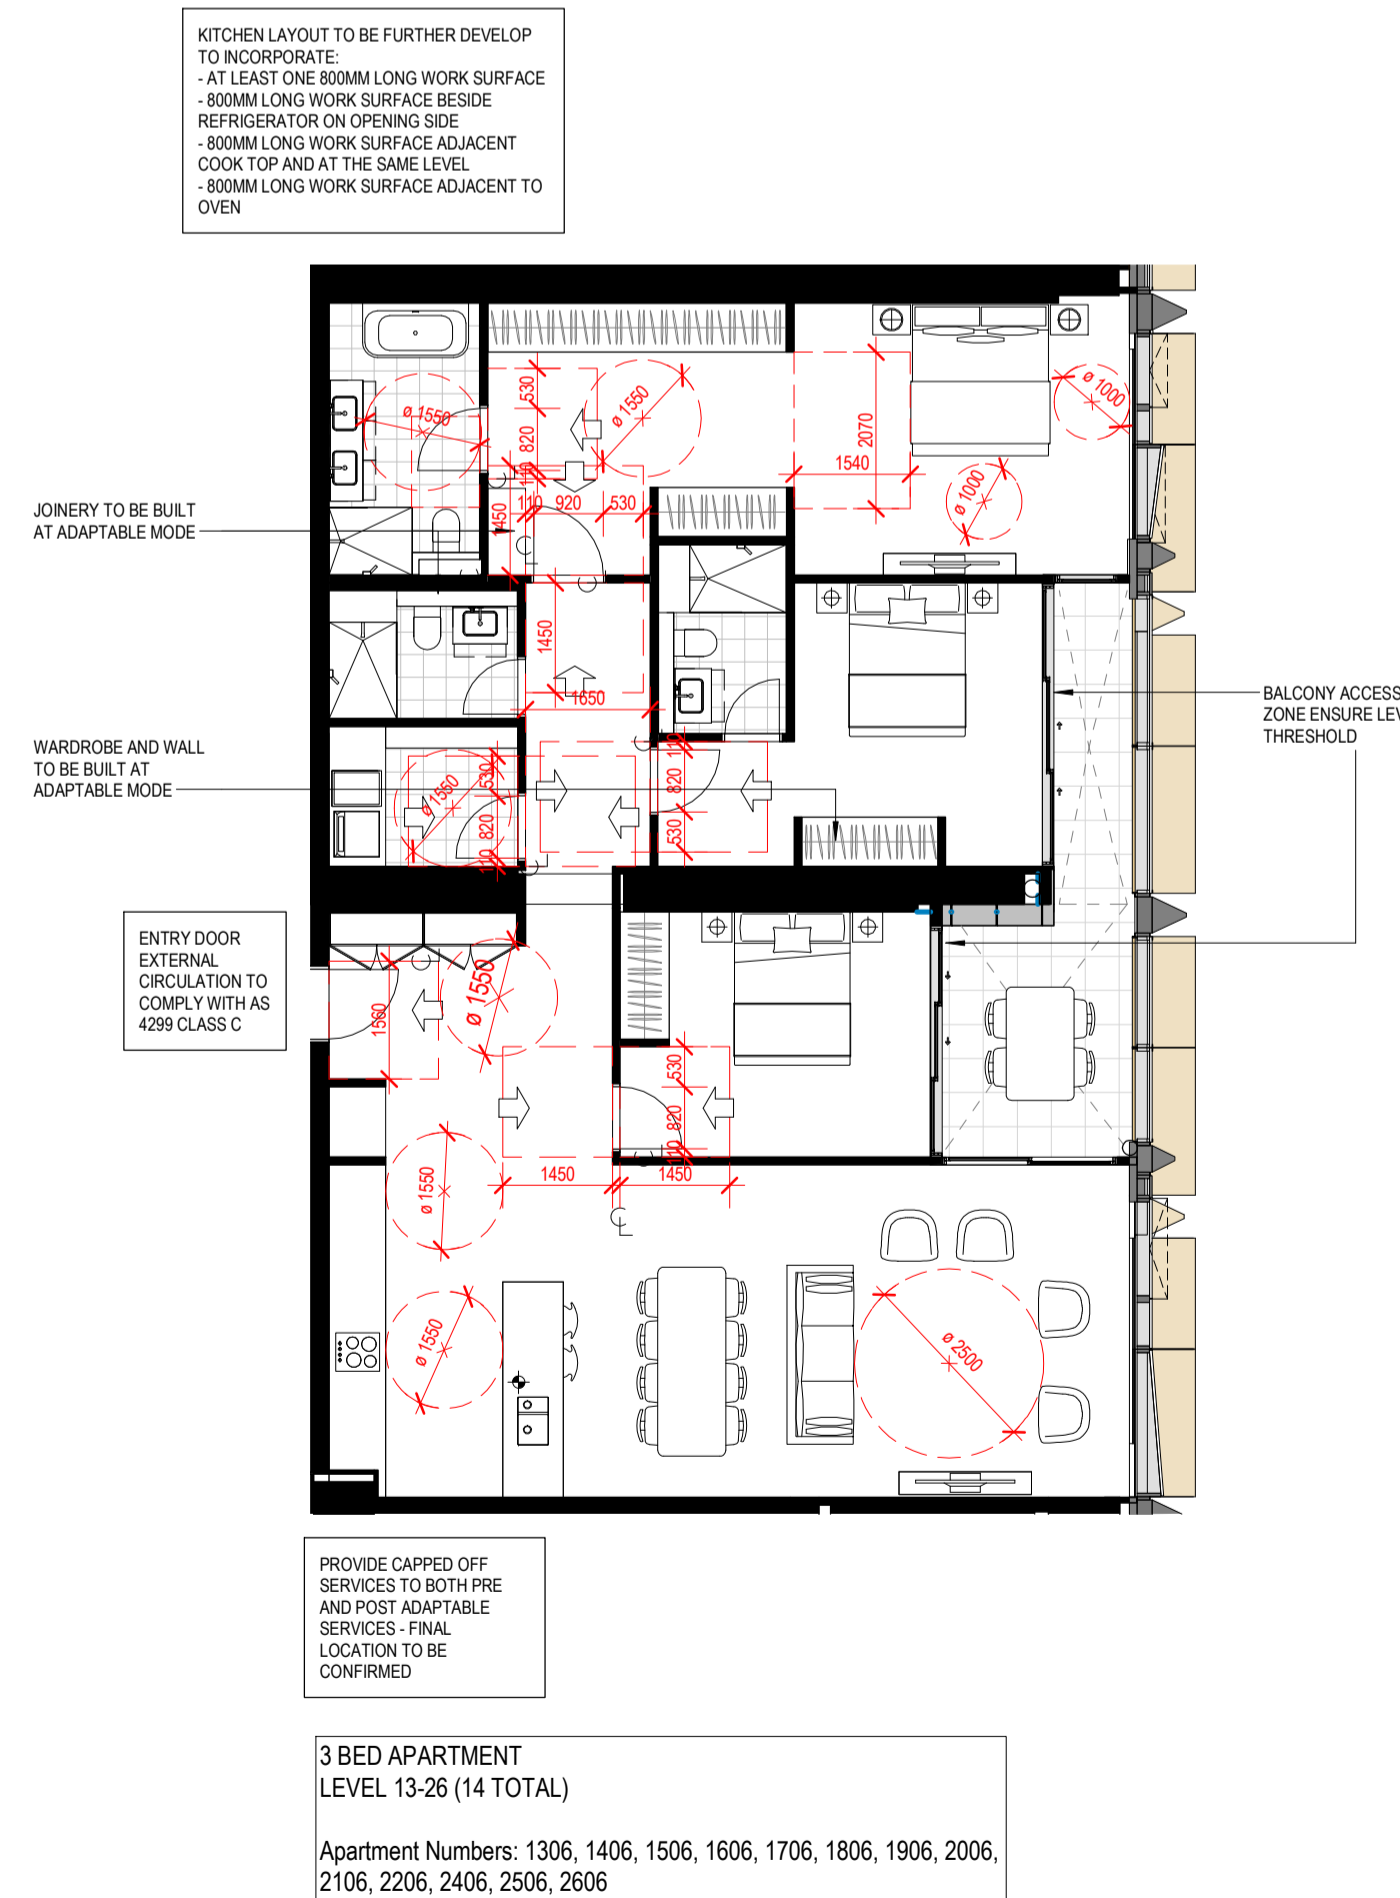 KITCHEN LAYOUT TO BE FURTHER DEVELOP
TO INCORPORATE:
- AT LEAST ONE 800MM LONG WORK SURFACE
- 800MM LONG WORK SURFACE BESIDE
REFRIGERATOR ON OPENING SIDE
- 800MM LONG WORK SURFACE ADJACENT
COOK TOP AND AT THE SAME LEVEL
- 800MM LONG WORK SURFACE ADJACENT TO
OVEN
ø 1550
530
820
110
ø 1550
2070
1540
ø 1000
ø 1000
JOINERY TO BE BUILT
AT ADAPTABLE MODE
1450
110
920
530
1450
1650
BALCONY ACCESS
ZONE ENSURE LEV
THRESHOLD
WARDROBE AND WALL
TO BE BUILT AT
ADAPTABLE MODE
ø 1550
530
820
110
110
820
530
ENTRY DOOR
EXTERNAL
CIRCULATION TO
COMPLY WITH AS
4299 CLASS C
1560
ø 1550
530
820
110
1450
1450
ø 1550
ø 1550
ø 2500
PROVIDE CAPPED OFF
SERVICES TO BOTH PRE
AND POST ADAPTABLE
SERVICES - FINAL
LOCATION TO BE
CONFIRMED
3 BED APARTMENT
LEVEL 13-26 (14 TOTAL)
Apartment Numbers: 1306, 1406, 1506, 1606, 1706, 1806, 1906, 2006,
2106, 2206, 2406, 2506, 2606